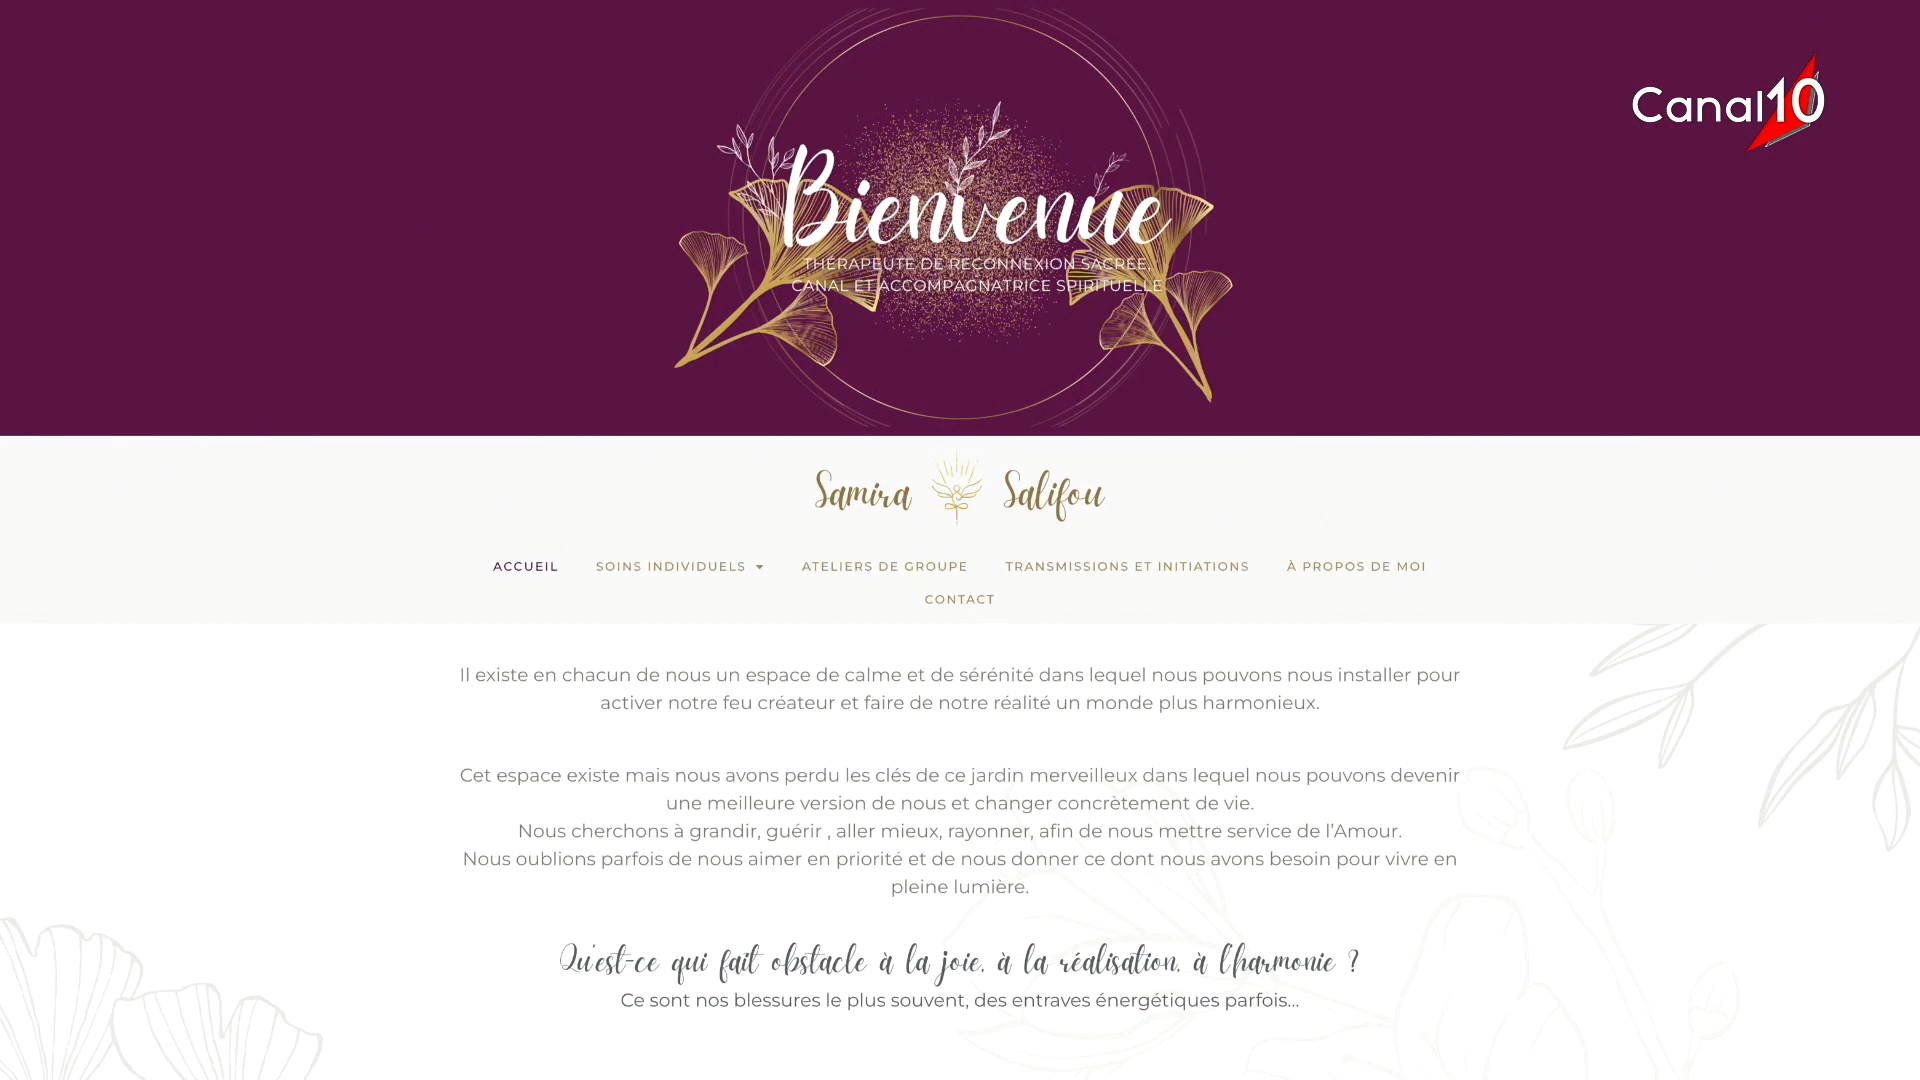 Canal10
Bienvenue
THÉRAPEUTE DE RECONNEXION SACRÉE,
CANAL ET ACCOMPAGNATRICE SPIRITUELLE
Samira Salifou
ACCUEIL SOINS INDIVIDUELS ATELIERS DE GROUPE TRANSMISSIONS ET INITIATIONS À PROPOS DE MOI
CONTACT
Il existe en chacun de nous un espace de calme et de sérénité dans lequel nous pouvons nous installer pour
activer notre feu créateur et faire de notre réalité un monde plus harmonieux.
Cet espace existe mais nous avons perdu les clés de ce jardin merveilleux dans lequel nous pouvons devenir
une meilleure version de nous et changer concrètement de vie.
Nous cherchons à grandir, guérir , aller mieux, rayonner, afin de nous mettre service de l'Amour.
Nous oublions parfois de nous aimer en priorité et de nous donner ce dont nous avons besoin pour vivre en
pleine lumière.
Qu'est-ce qui fait obstacle à la joie, à la réalisation, à l'harmonie ?
Ce sont nos blessures le plus souvent, des entraves énergétiques parfois...